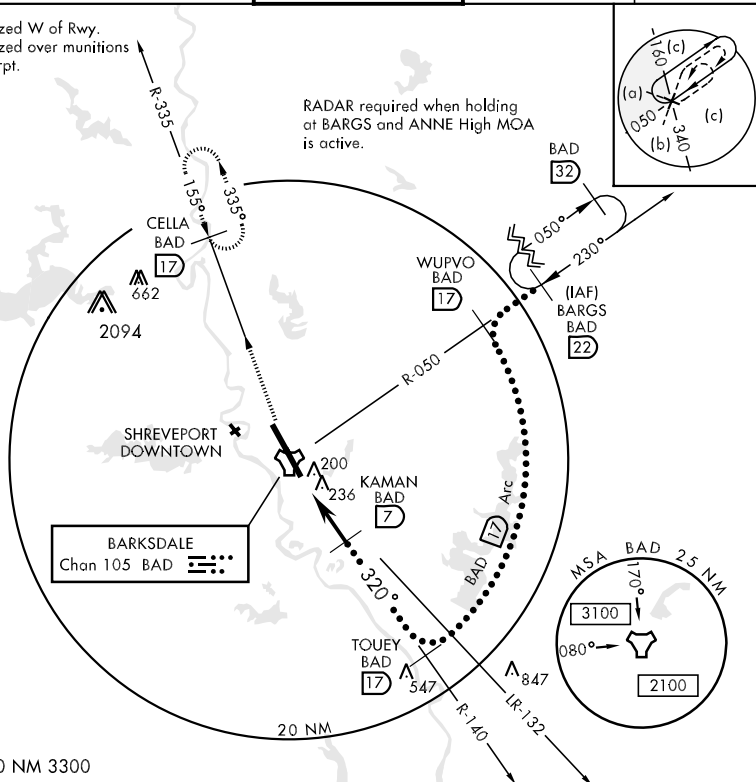 zed W of Rwy.
zed over munitions
rpt.
RADAR required when holding
at BARGS and ANNE High MOA
is active.
160
(c)
(a)
050
(b)
340
(c)
R-335
155°
335°
CELLA
BAD
17
662
2094
BAD
32
050°
230°
WUPVO
BAD
17
(IAF)
BARGS
BAD
22
R-050
SHREVEPORT
DOWNTOWN
200
236
KAMAN
BAD
7
BARKSDALE
Chan 105 BAD
BAD 17 Arc
320°
TOUEY
BAD
17
547
847
R-140
LR-132
20 NM
MSA BAD 25 NM
170°
3100
080°
2100
0 NM 3300